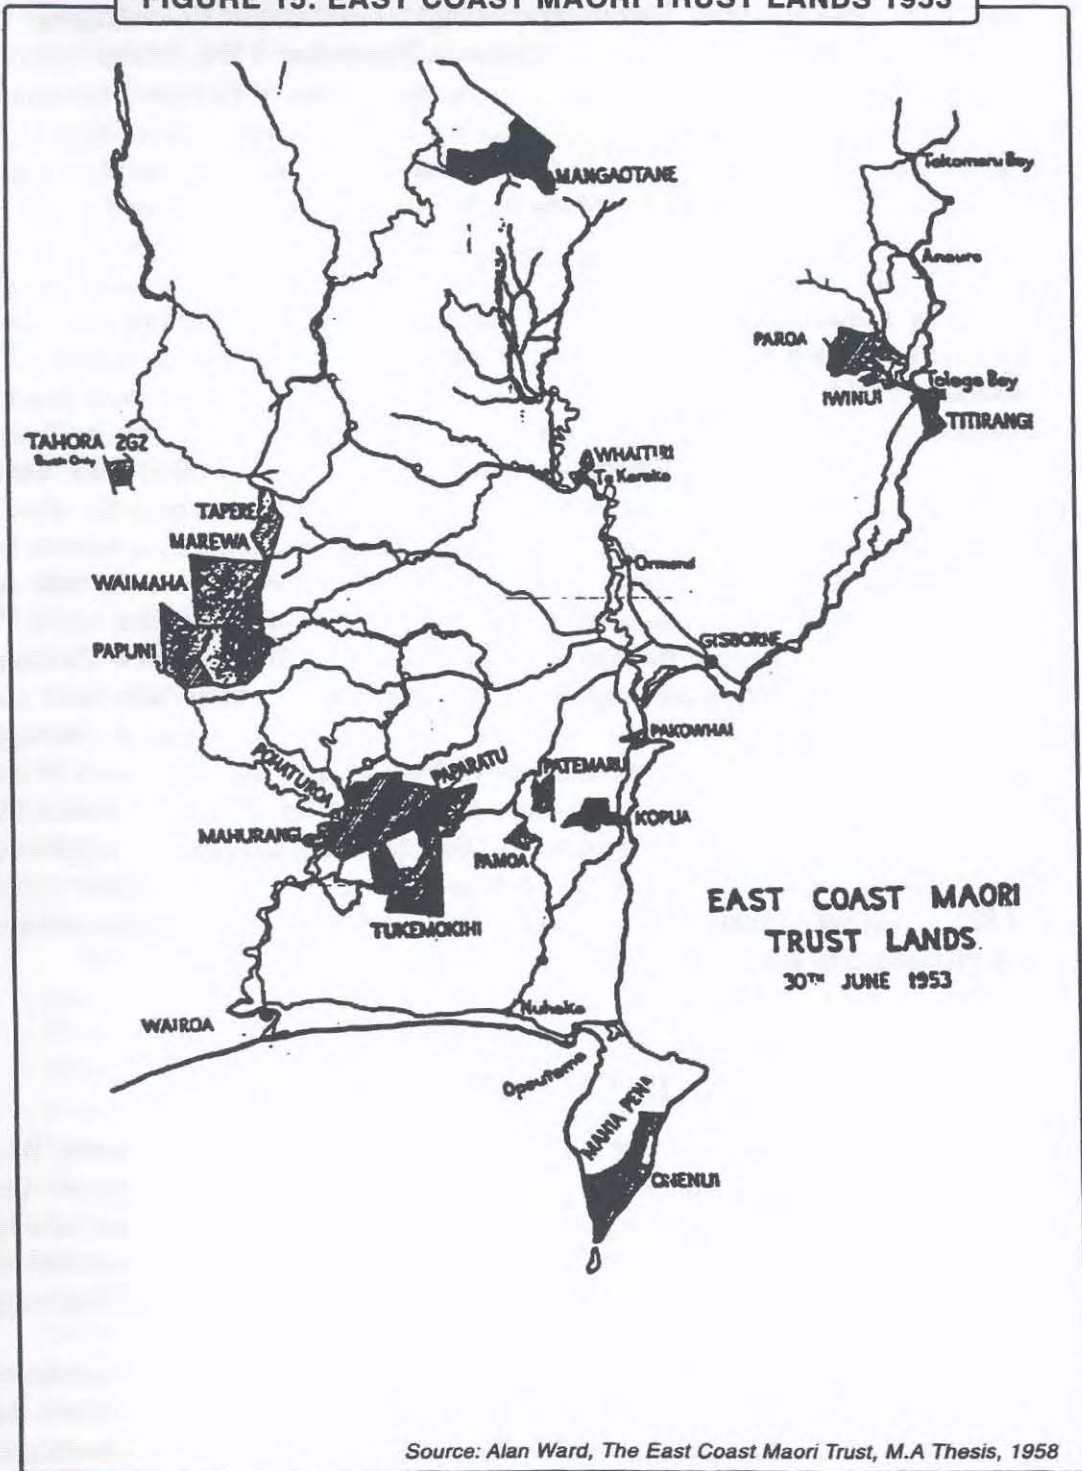 FIGURE 15: EAST COAST MAORI TRUST LANDS 1953
MANGAOTANE
Tokomaru Bay
Anaura
PAROA
IWINUI
Tologa Bay
TITIRANGI
TAHORA 2G2
WHAITIRI
Te Karaka
TAPERE
MAREWA
WAIMAHA
Ormond
PAPUNI
GISBORNE
PAKOWHAI
POHATUROA
PAPARATU
PATEMARU
MAHURANGI
KOPUA
PAMOA
TUKEMOKIHI
EAST COAST MAORI
TRUST LANDS.
30TH JUNE 1953
WAIROA
Nuhaka
Opoutama
MAHIA PENA
ONENUI
Source: Alan Ward, The East Coast Maori Trust, M.A Thesis, 1958